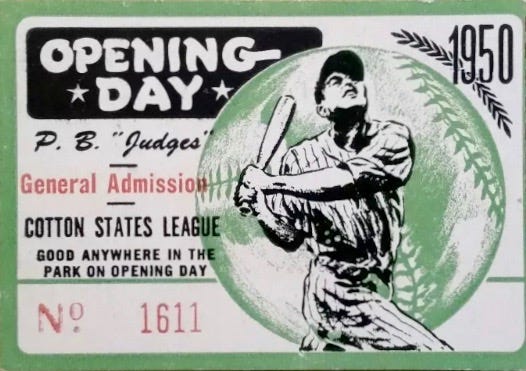 OPENING-
★ DAY ★
1950
P. B. "Judges"
General Admission
COTTON STATES LEAGUE
GOOD ANYWHERE IN THE
PARK ON OPENING DAY
Nº 1611